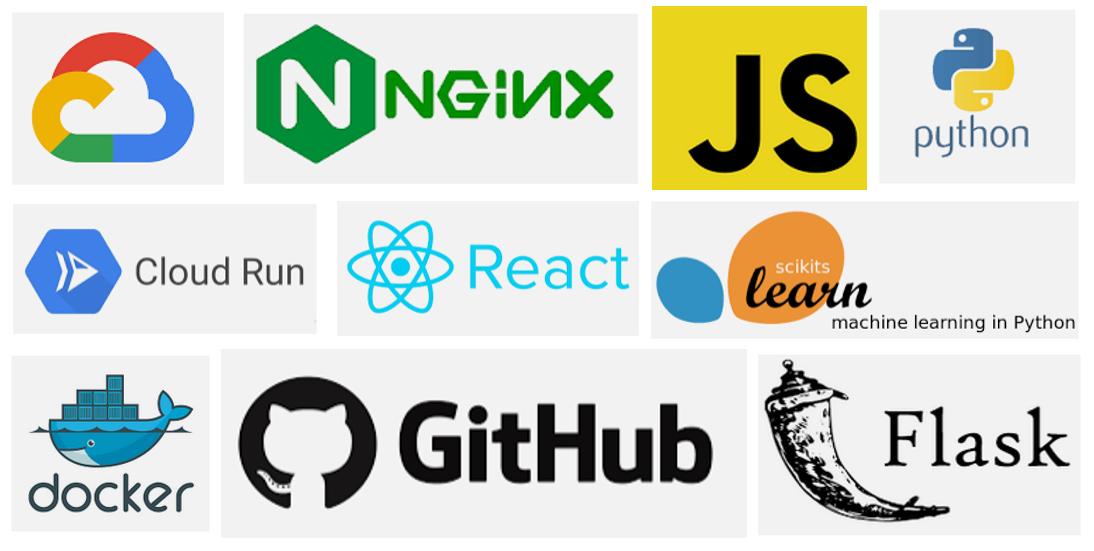 N NGiNX
JS
python
Cloud Run
React
scikits
learn
machine learning in Python
docker
GitHub
Flask